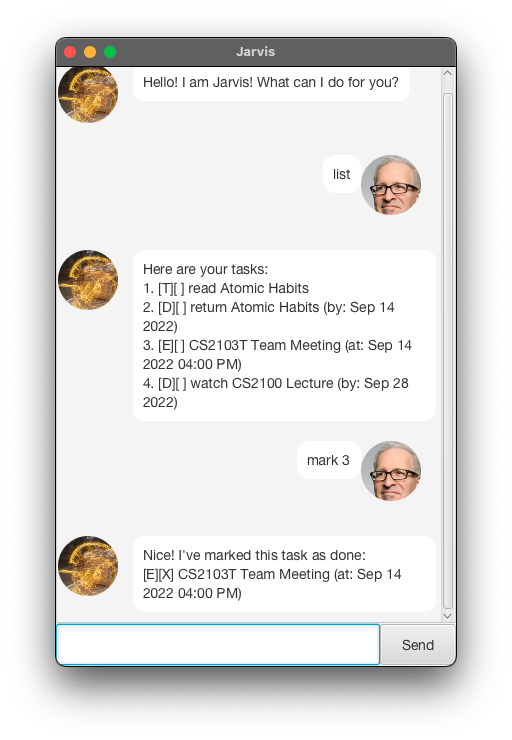 Jarvis
Hello! I am Jarvis! What can I do for you?
list
Here are your tasks:
1. [T][ ] read Atomic Habits
2. [D][ ] return Atomic Habits (by: Sep 14
2022)
3. [E][ ] CS2103T Team Meeting (at: Sep 14
2022 04:00 PM)
4. [D][ ] watch CS2100 Lecture (by: Sep 28
2022)
mark 3
Nice! I've marked this task as done:
[E][X] CS2103T Team Meeting (at: Sep 14
2022 04:00 PM)
Send